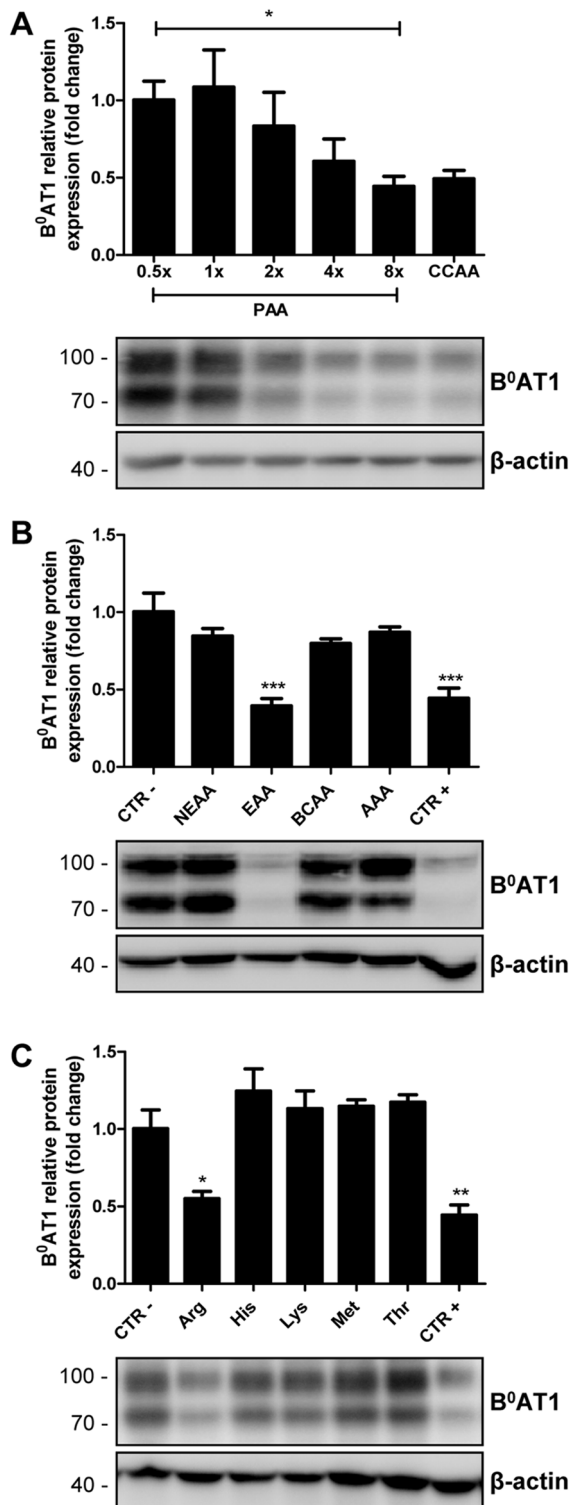 A
B⁰AT1 relative protein
expression (fold change)
1.5
1.0
0.5
0.0
*
0.5x 1x 2x 4x 8x CCAA
PAA
100 -
70 -
B⁰AT1
40 -
β-actin
B
B⁰AT1 relative protein
expression (fold change)
1.5
1.0
0.5
0.0
*** ***
CTR - NEAA EAA BCAA AAA CTR +
100 -
70 -
B⁰AT1
40 -
β-actin
C
B⁰AT1 relative protein
expression (fold change)
1.5
1.0
0.5
0.0
* **
CTR - Arg His Lys Met Thr CTR +
100 -
70 -
B⁰AT1
40 -
β-actin